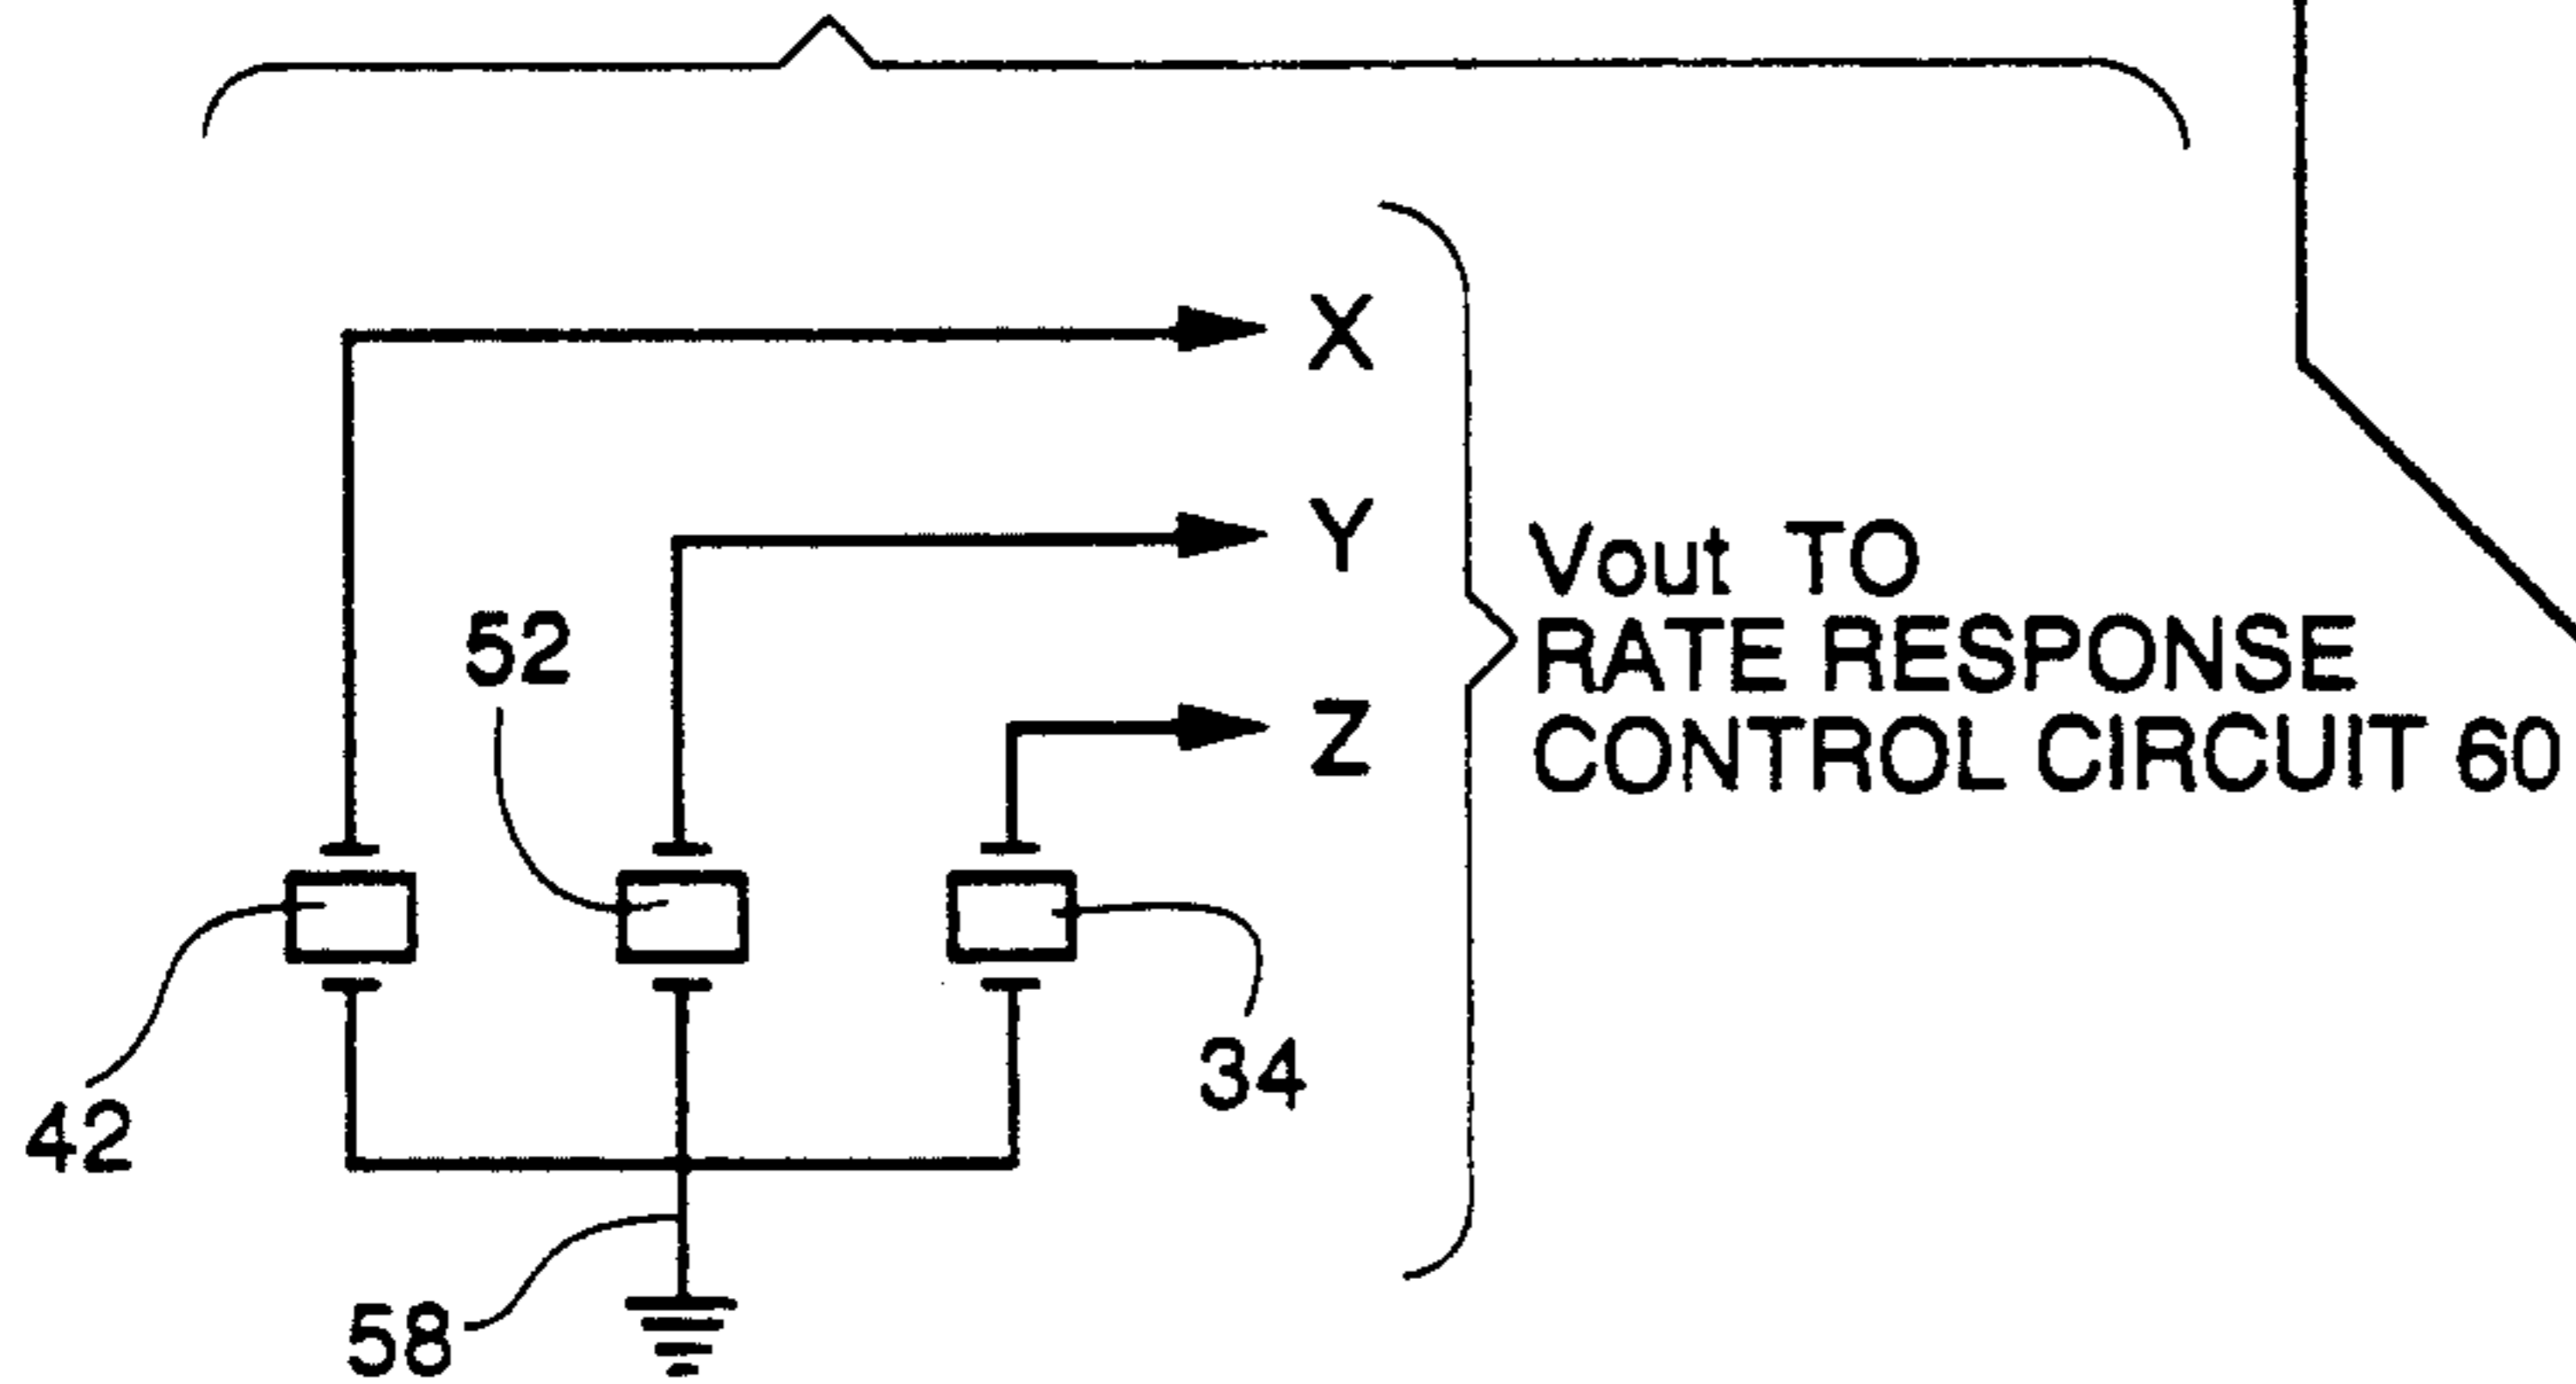 X
Y
52
Z
Vout TO
RATE RESPONSE
CONTROL CIRCUIT 60
42
34
58